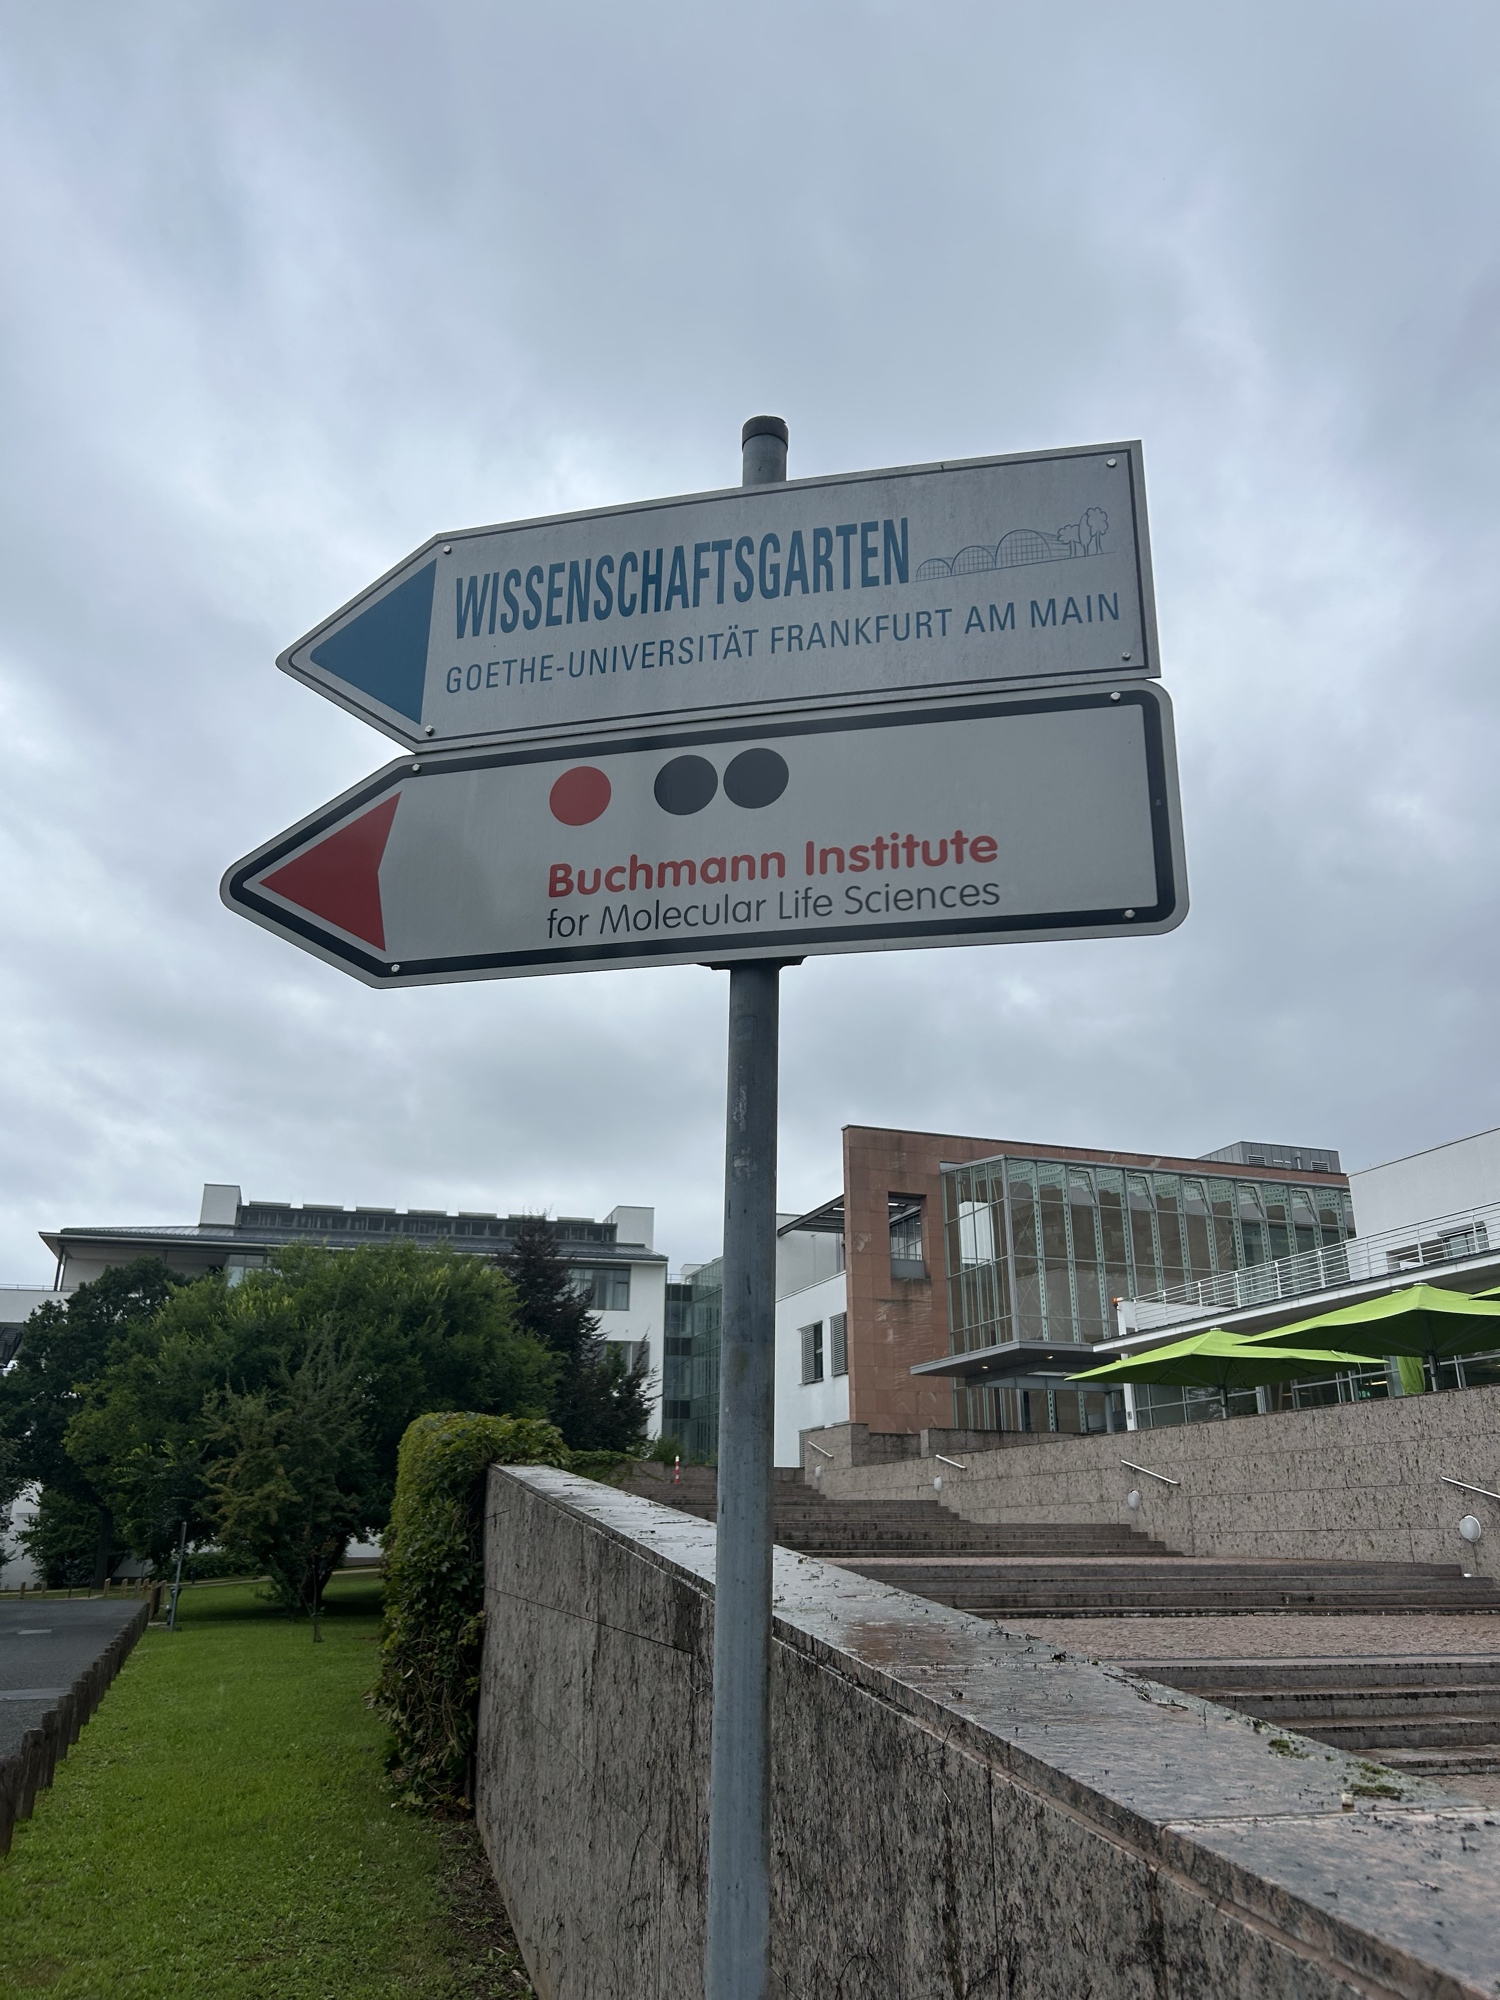 WISSENSCHAFTSGARTEN
GOETHE-UNIVERSITÄT FRANKFURT AM MAIN
Buchmann Institute
for Molecular Life Sciences